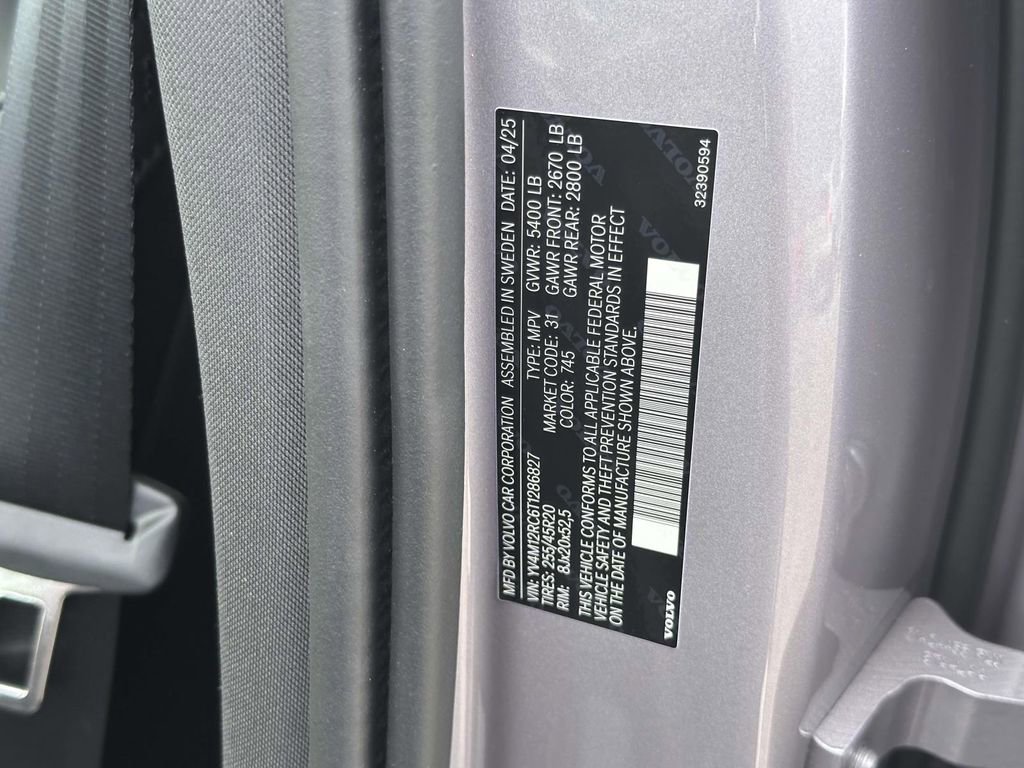 MFD BY VOLVO CAR CORPORATION ASSEMBLED IN SWEDEN DATE: 04/25
VIN: YV4M12RC6T1286827 TYPE: MPV GVWR: 5400 LB
TIRES: 255/45R20 MARKET CODE: 31 GAWR FRONT: 2670 LB
RIM: 8Jx20x52,5 COLOR: 745 GAWR REAR: 2800 LB
THIS VEHICLE CONFORMS TO ALL APPLICABLE FEDERAL MOTOR
VEHICLE SAFETY AND THEFT PREVENTION STANDARDS IN EFFECT
ON THE DATE OF MANUFACTURE SHOWN ABOVE.
VOLVO
32390594